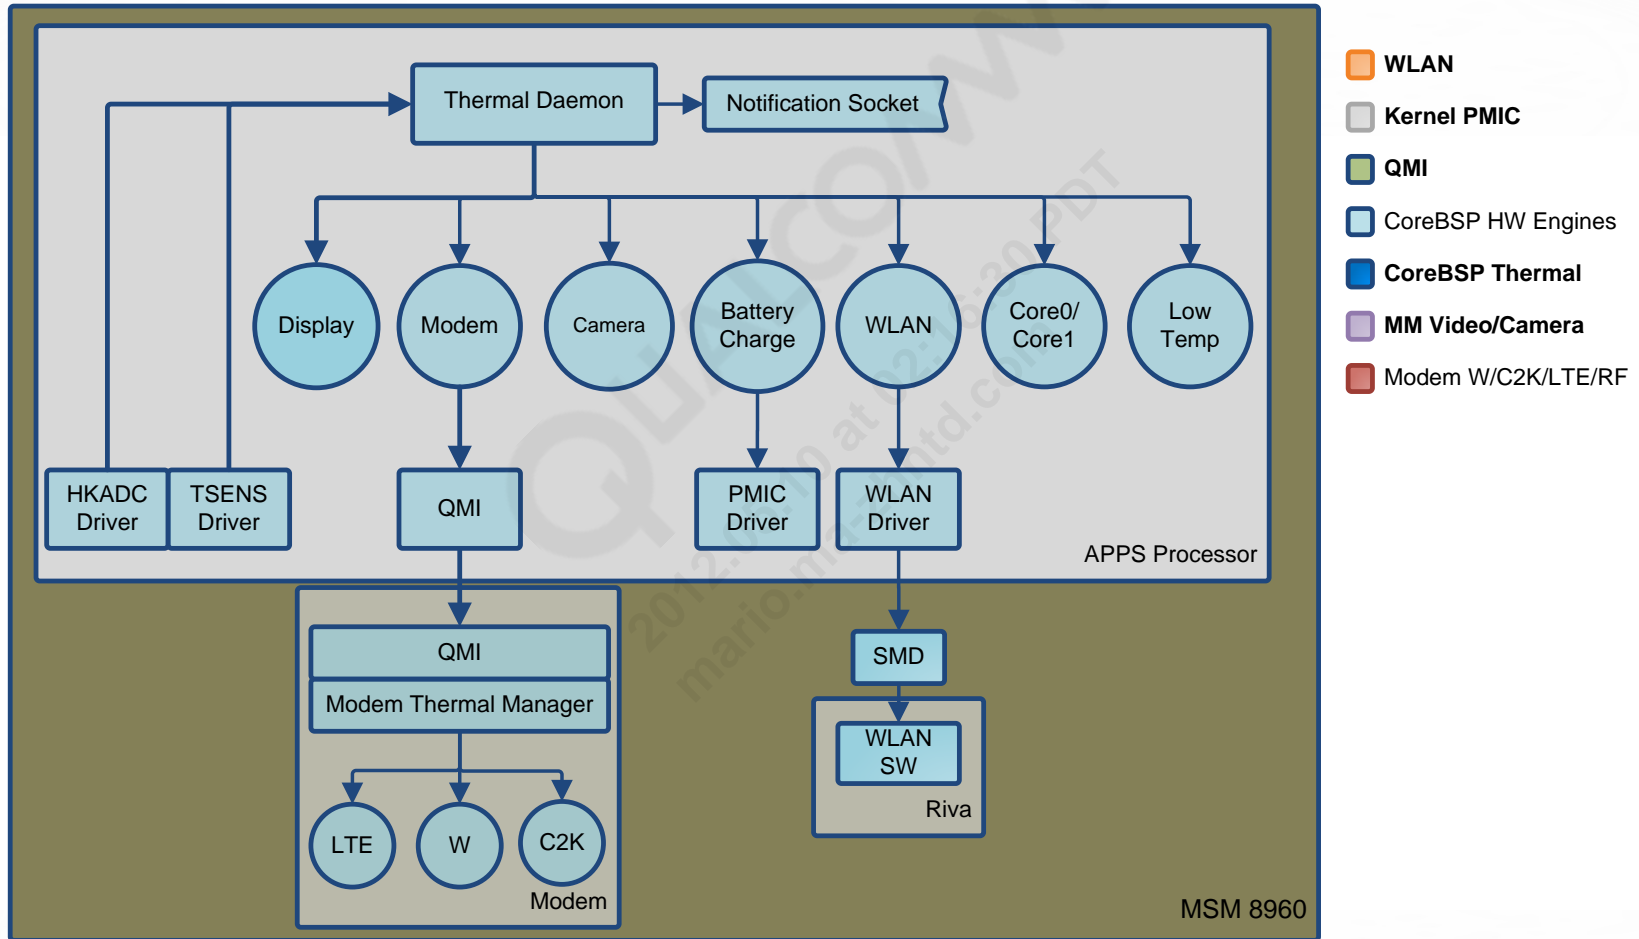 Thermal Daemon
Notification Socket
Display
Modem
Camera
Battery
Charge
WLAN
Core0/
Core1
Low
Temp
HKADC
Driver
TSENS
Driver
QMI
PMIC
Driver
WLAN
Driver
APPS Processor
QMI
Modem Thermal Manager
LTE
W
C2K
Modem
SMD
WLAN
SW
Riva
MSM 8960
WLAN
Kernel PMIC
QMI
CoreBSP HW Engines
CoreBSP Thermal
MM Video/Camera
Modem W/C2K/LTE/RF
QUALCOMM